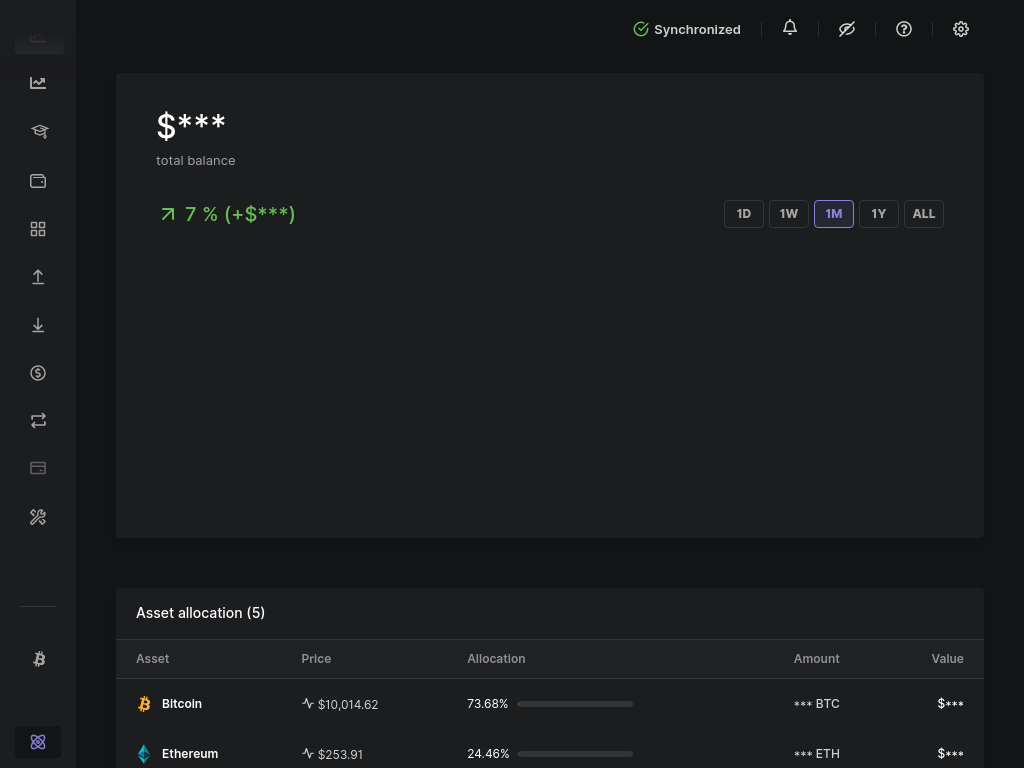 Synchronized
$***
total balance
7 % (+$***)
1D 1W 1M 1Y ALL
Asset allocation (5)
Asset Price Allocation Amount Value
Bitcoin $10,014.62 73.68% *** BTC $***
Ethereum $253.91 24.46% *** ETH $***